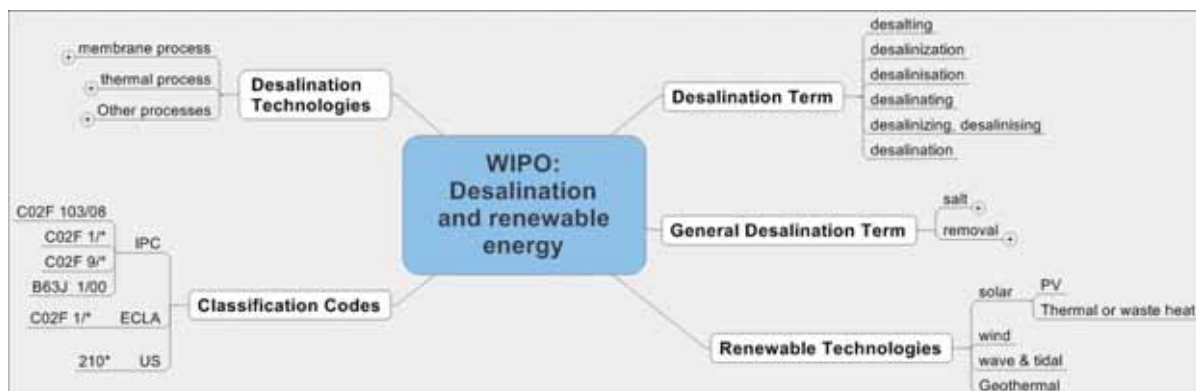 membrane process
thermal process
Other processes
Desalination
Technologies
WIPO:
Desalination
and renewable
energy
Desalination Term
desalting
desalinization
desalinisation
desalinating
desalinizing, desalinising
desalination
General Desalination Term
salt
removal
C02F 103/08
C02F 1/*
C02F 9/*
B63J 1/00
IPC
C02F 1/*
ECLA
210*
US
Classification Codes
Renewable Technologies
solar
PV
Thermal or waste heat
wind
wave & tidal
Geothermal